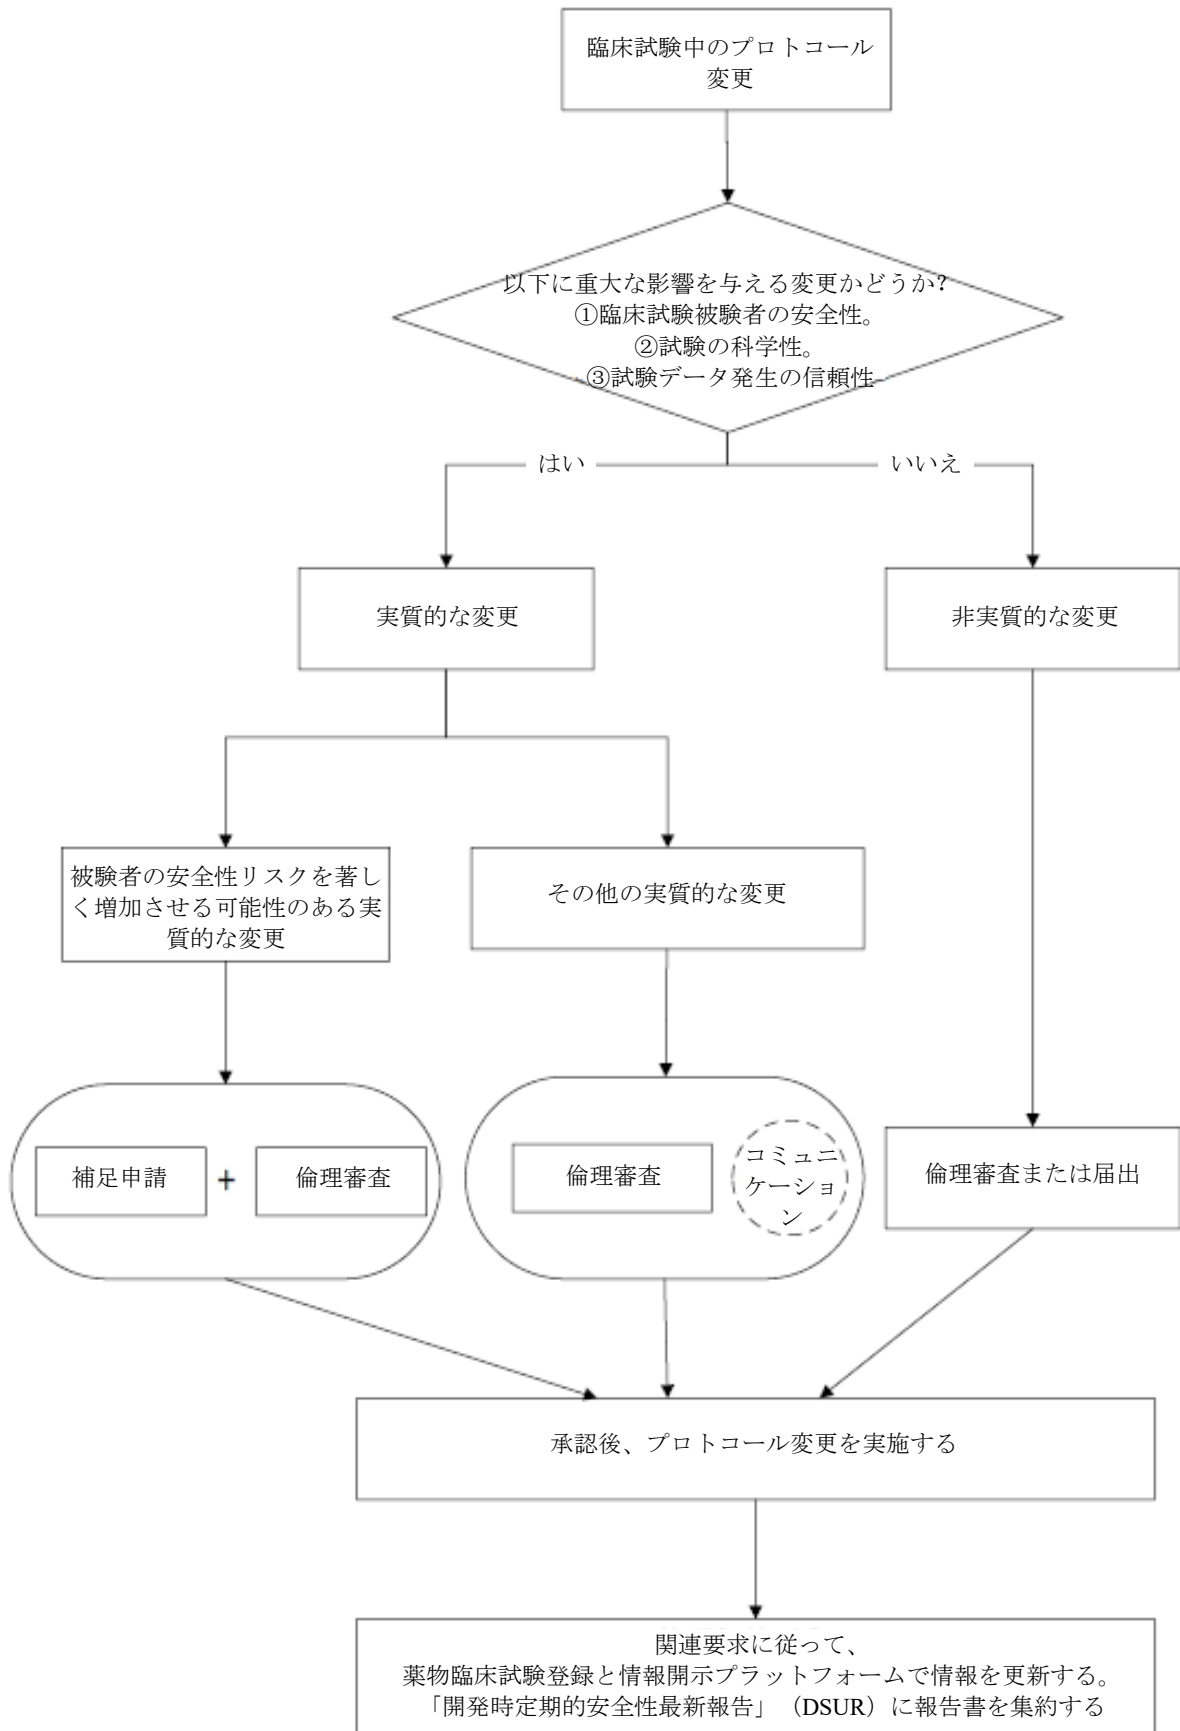 臨床試験中のプロトコール
変更
以下に重大な影響を与える変更かどうか?
①臨床試験被験者の安全性。
②試験の科学性。
③試験データ発生の信頼性
はい
いいえ
実質的な変更
非実質的な変更
被験者の安全性リスクを著し
く増加させる可能性のある実
質的な変更
その他の実質的な変更
補足申請
+
倫理審査
倫理審査
コミュニ
ケーショ
ン
倫理審査または届出
承認後、プロトコール変更を実施する
関連要求に従って、
薬物臨床試験登録と情報開示プラットフォームで情報を更新する。
「開発時定期的安全性最新報告」（DSUR）に報告書を集約する